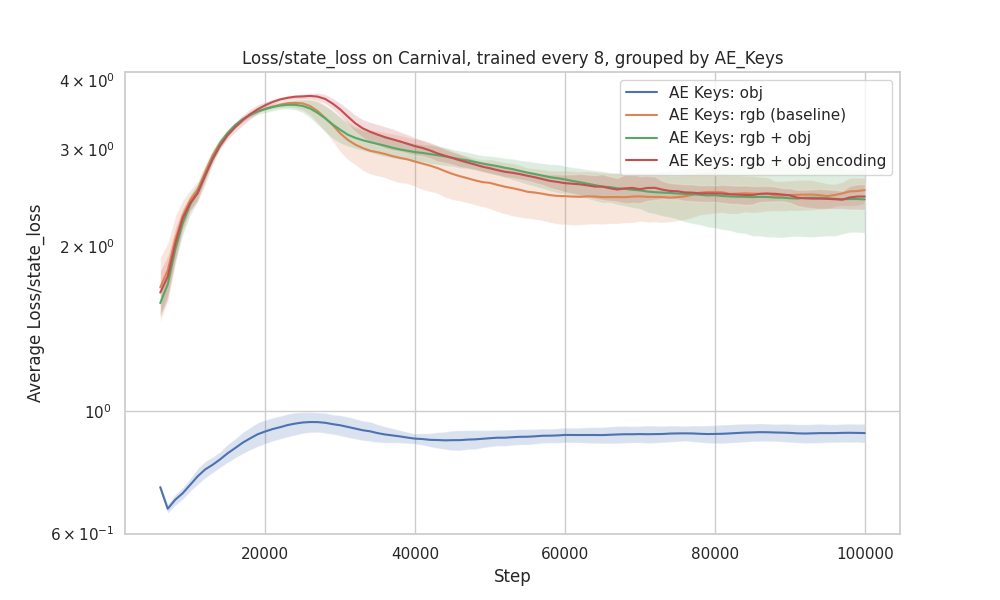 Loss/state_loss on Carnival, trained every 8, grouped by AE_Keys
4 × 10⁰
3 × 10⁰
2 × 10⁰
10⁰
6 × 10⁻¹
Average Loss/state_loss
AE Keys: obj
AE Keys: rgb (baseline)
AE Keys: rgb + obj
AE Keys: rgb + obj encoding
20000 40000 60000 80000 100000
Step